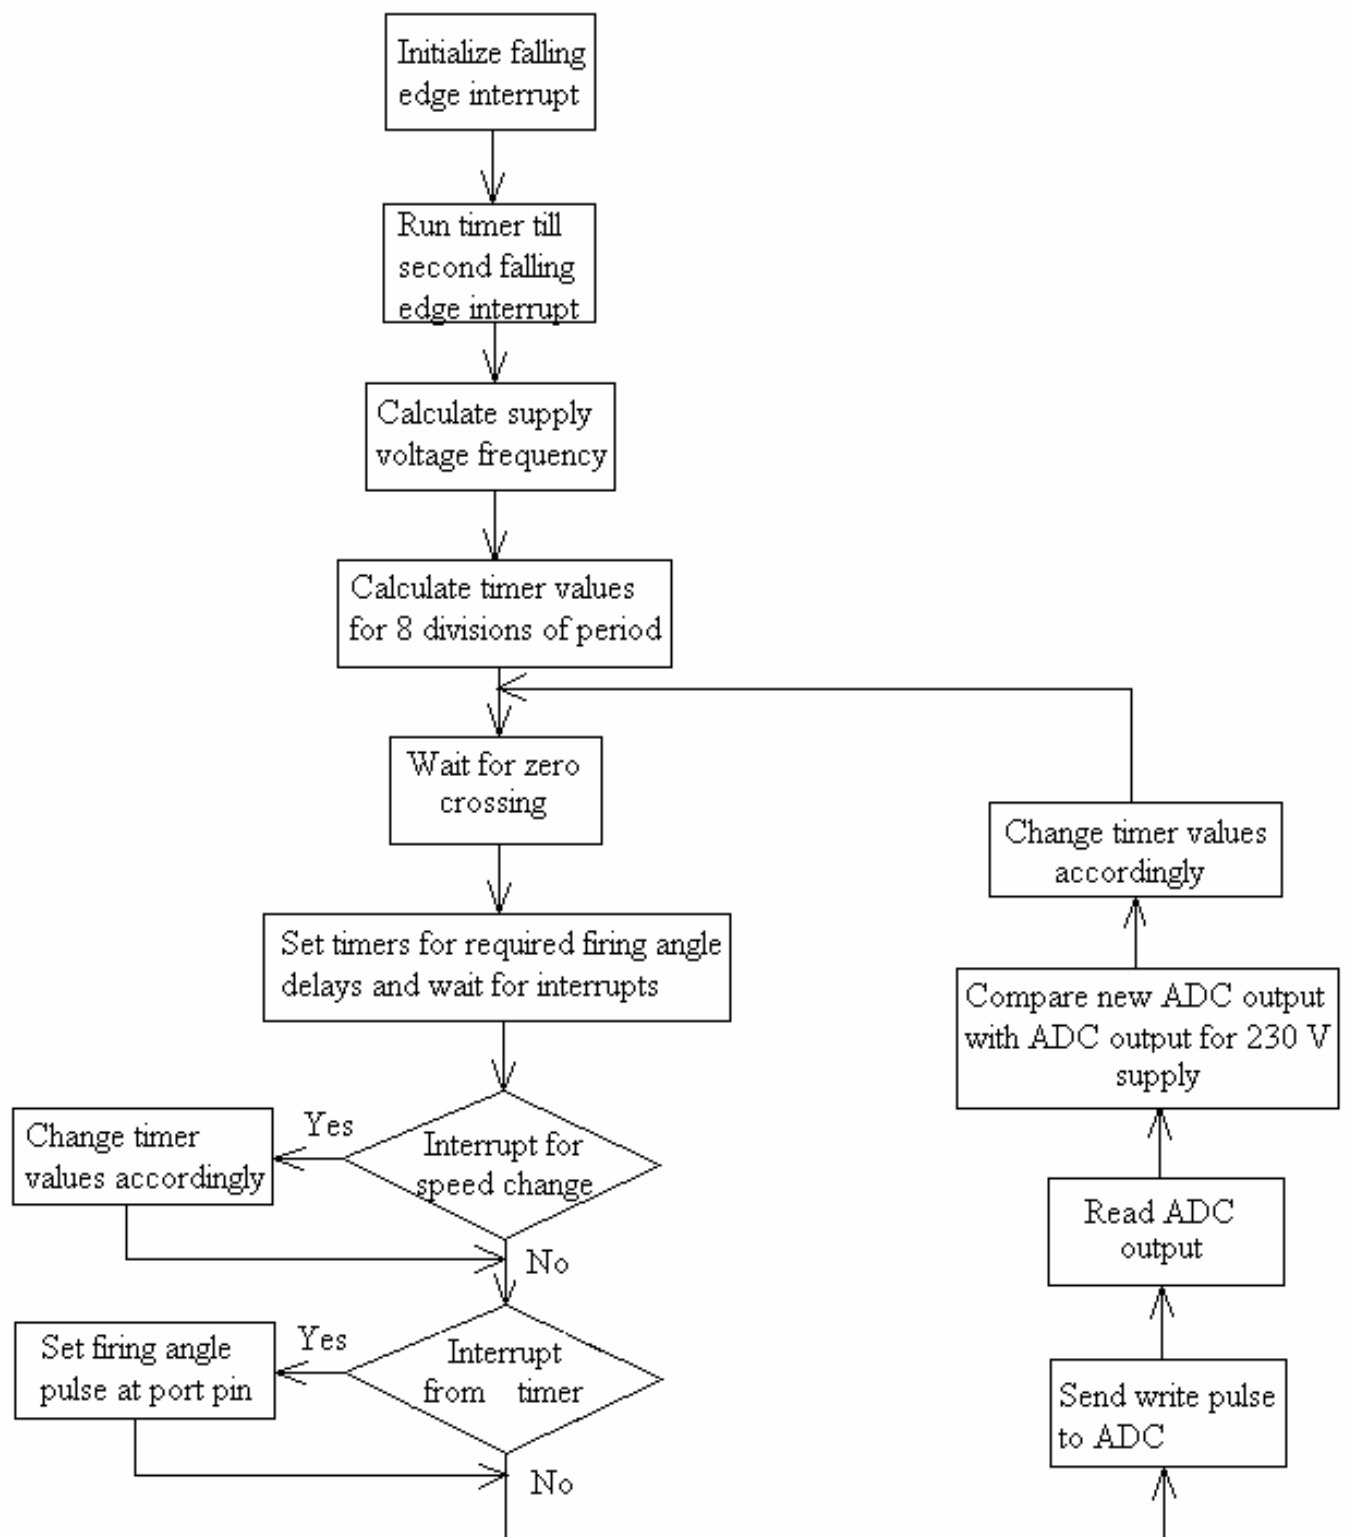 Initialize falling
edge interrupt
Run timer till
second falling
edge interrupt
Calculate supply
voltage frequency
Calculate timer values
for 8 divisions of period
Wait for zero
crossing
Set timers for required firing angle
delays and wait for interrupts
Interrupt for
speed change
Yes
Change timer
values accordingly
No
Interrupt
from timer
Yes
Set firing angle
pulse at port pin
No
Send write pulse
to ADC
Read ADC
output
Compare new ADC output
with ADC output for 230 V
supply
Change timer values
accordingly